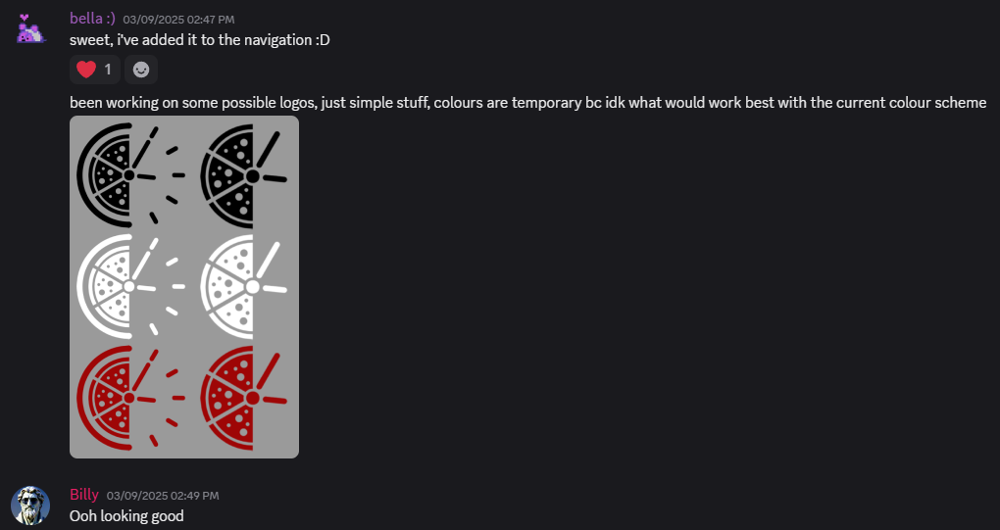 bella :) 03/09/2025 02:47 PM
sweet, i've added it to the navigation :D
1
been working on some possible logos, just simple stuff, colours are temporary bc idk what would work best with the current colour scheme
Billy 03/09/2025 02:49 PM
Ooh looking good